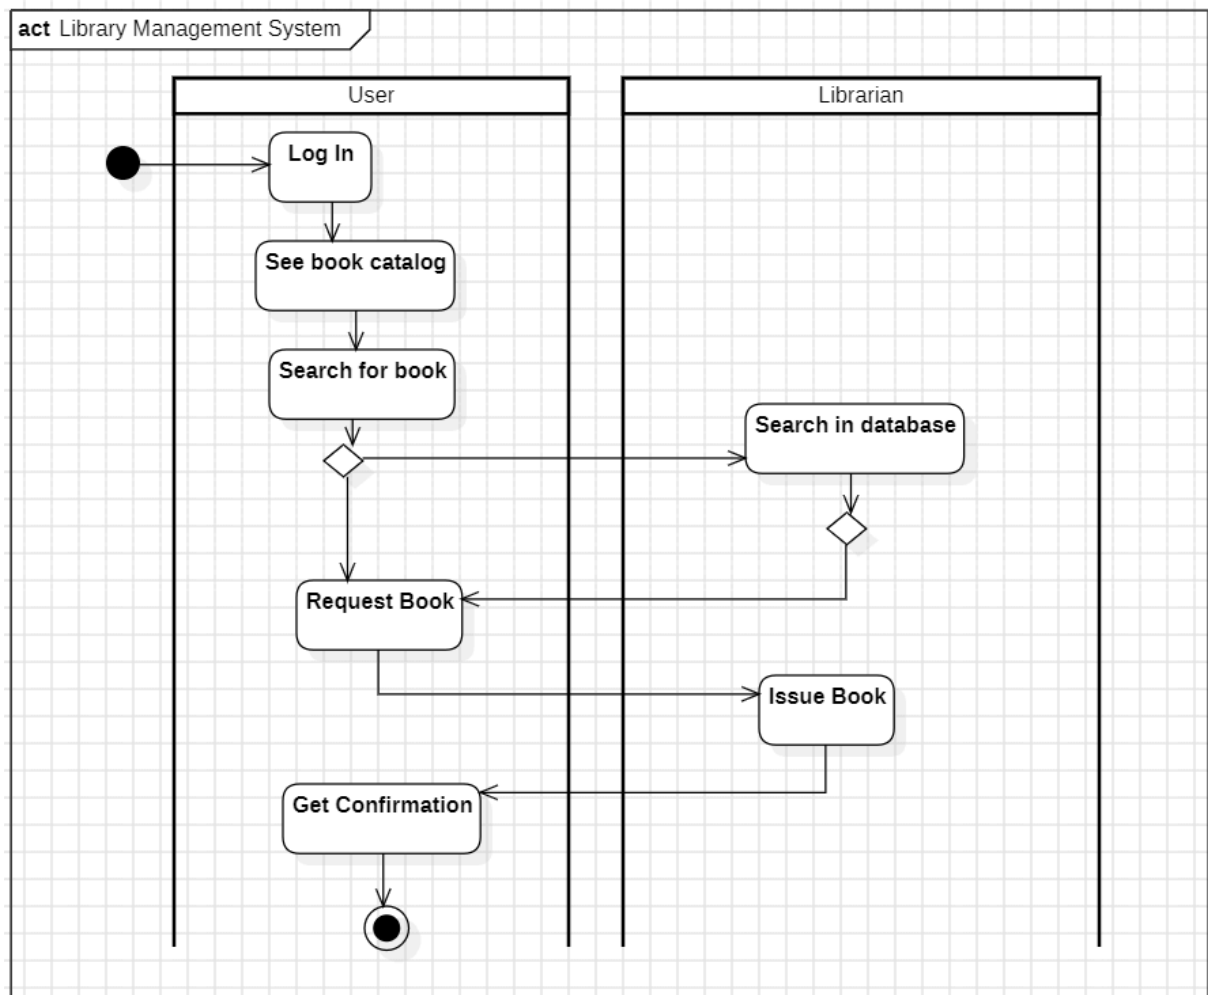 act Library Management System
User
Librarian
Log In
See book catalog
Search for book
Search in database
Request Book
Issue Book
Get Confirmation